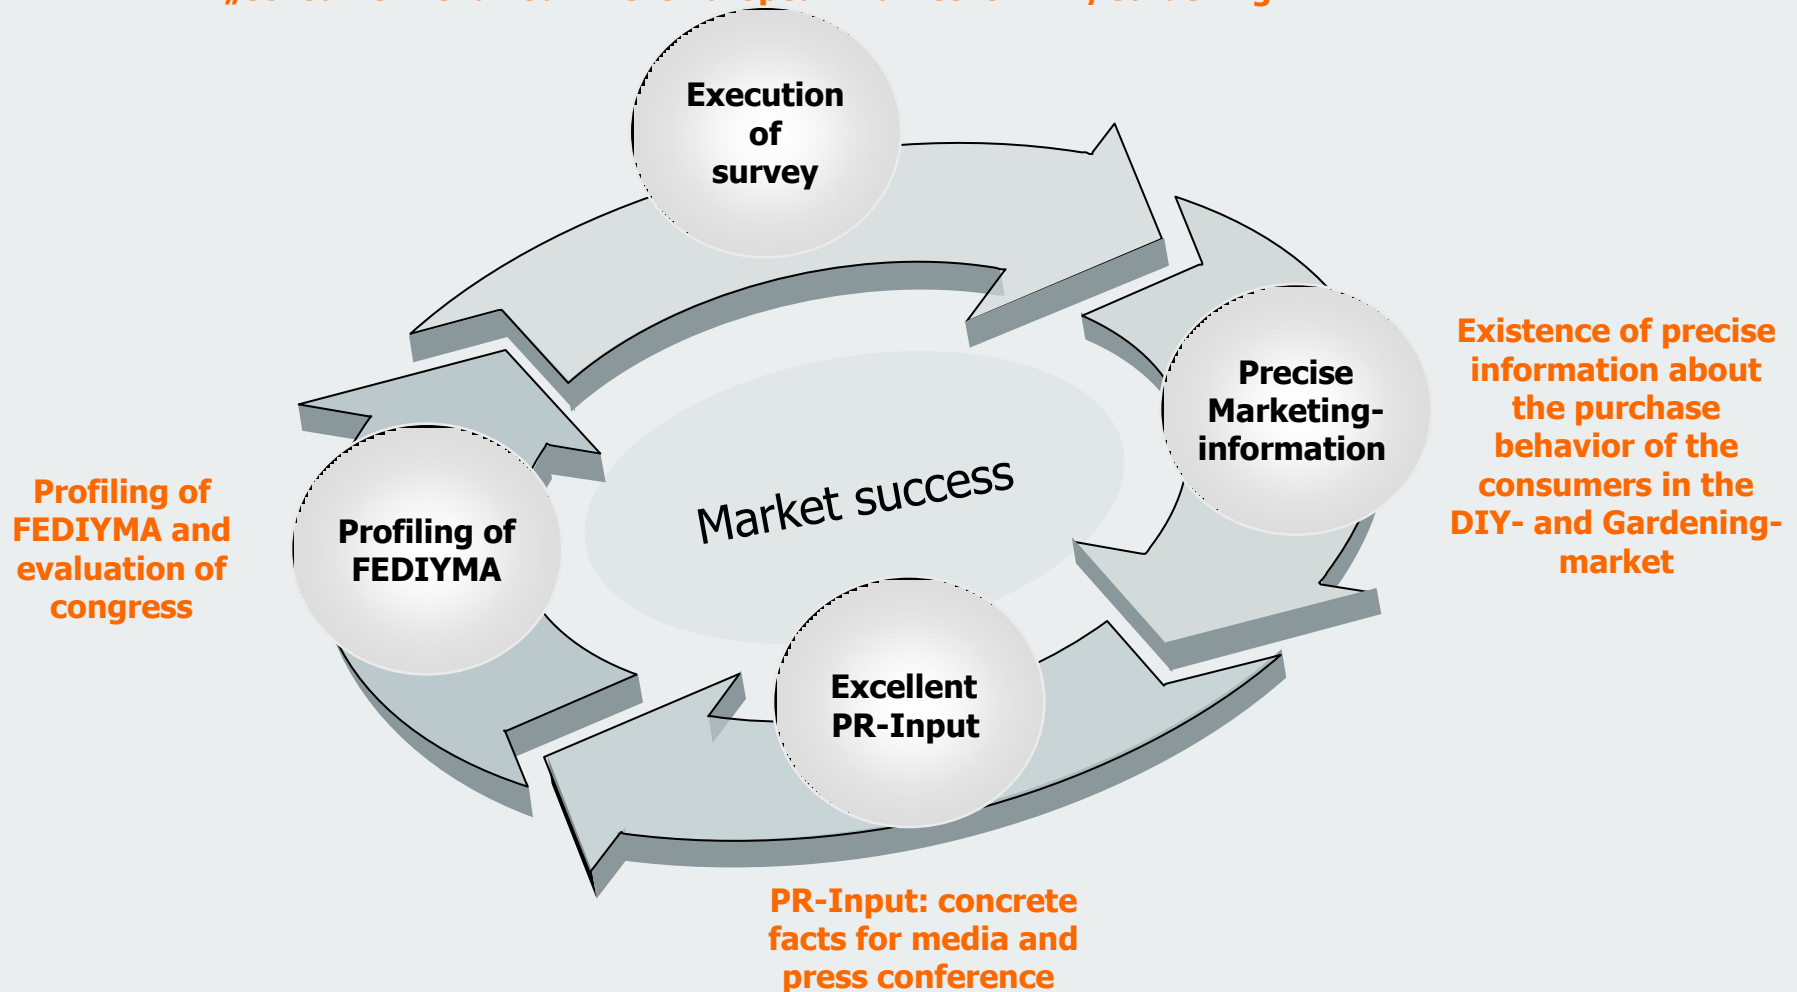 Execution
of
survey
Precise
Marketing-
information
Existence of precise
information about
the purchase
behavior of the
consumers in the
DIY- and Gardening-
market
Market success
Profiling of
FEDIYMA and
evaluation of
congress
Profiling of
FEDIYMA
Excellent
PR-Input
PR-Input: concrete
facts for media and
press conference